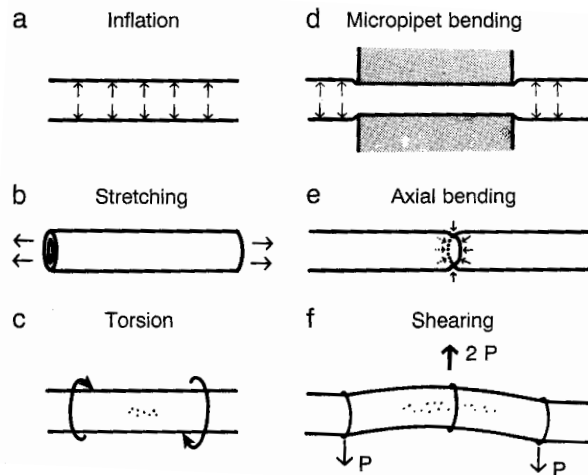 a Inflation
d Micropipet bending
b Stretching
e Axial bending
c Torsion
f Shearing
2 P
P P